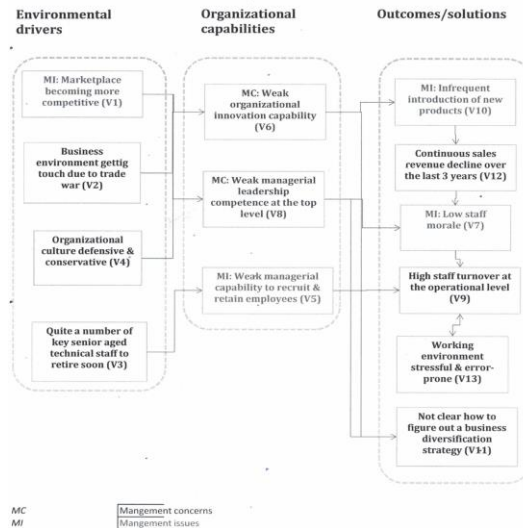 Environmental
drivers
Organizational
capabilities
Outcomes/solutions
MI: Marketplace
becoming more
competitive (V1)
Business
environment gettig
touch due to trade
war (V2)
Organizational
culture defensive &
conservative (V4)
Quite a number of
key senior aged
technical staff to
retire soon (V3)
MC: Weak
organizational
innovation capability
(V6)
MC: Weak managerial
leadership
competence at the top
level (V8)
MI: Weak managerial
capability to recruit &
retain employees (V5)
MI: Infrequent
introduction of new
products (V10)
Continuous sales
revenue decline over
the last 3 years (V12)
MI: Low staff
morale (V7)
High staff turnover at
the operational level
(V9)
Working
environment
stressful & error-
prone (V13)
Not clear how to
figure out a business
diversification
strategy (V11)
MC Mangement concerns
MI Mangement issues